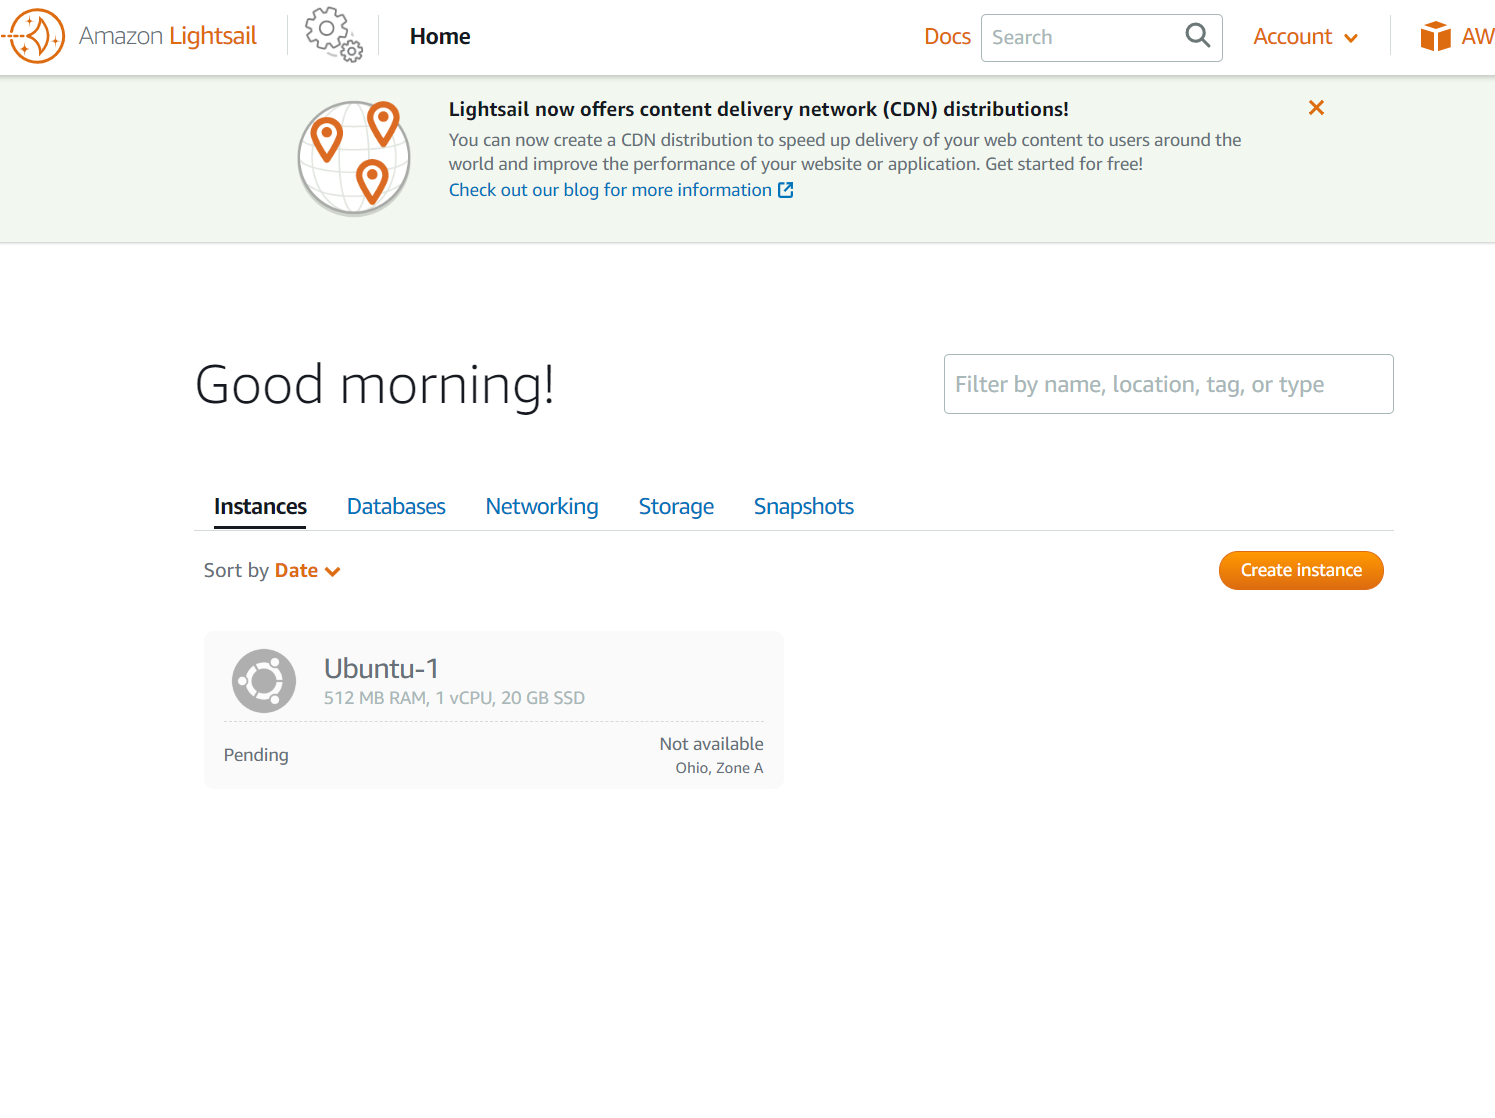 Amazon Lightsail
Home
Docs
Search
Account
AW
Lightsail now offers content delivery network (CDN) distributions!
You can now create a CDN distribution to speed up delivery of your web content to users around the
world and improve the performance of your website or application. Get started for free!
Check out our blog for more information
Good morning!
Filter by name, location, tag, or type
Instances
Databases
Networking
Storage
Snapshots
Sort by Date
Create instance
Ubuntu-1
512 MB RAM, 1 vCPU, 20 GB SSD
Pending
Not available
Ohio, Zone A